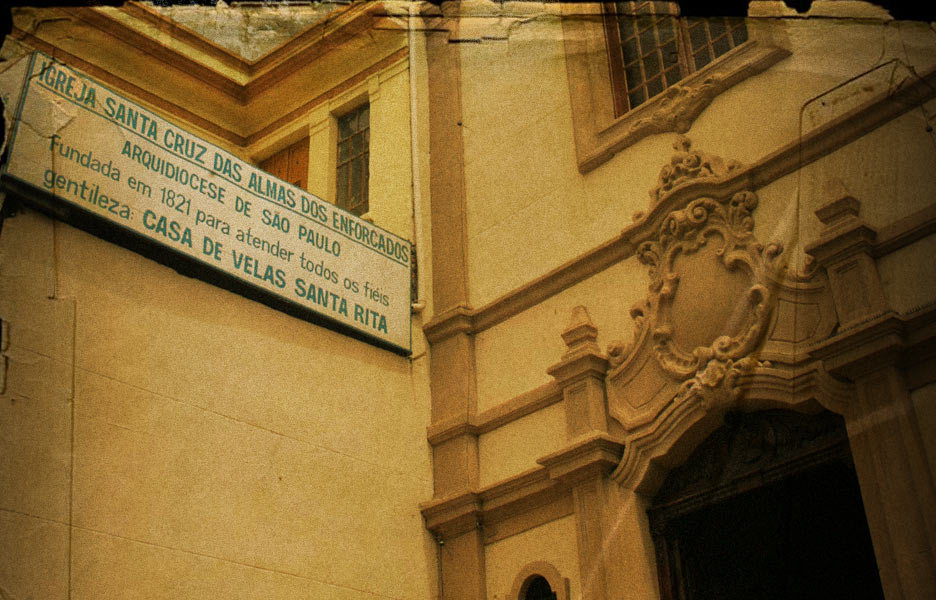 IGREJA SANTA CRUZ DAS ALMAS DOS ENFORCADOS
ARQUIDIOCESE DE SÃO PAULO
Fundada em 1821 para atender todos os fiéis
gentileza: CASA DE VELAS SANTA RITA